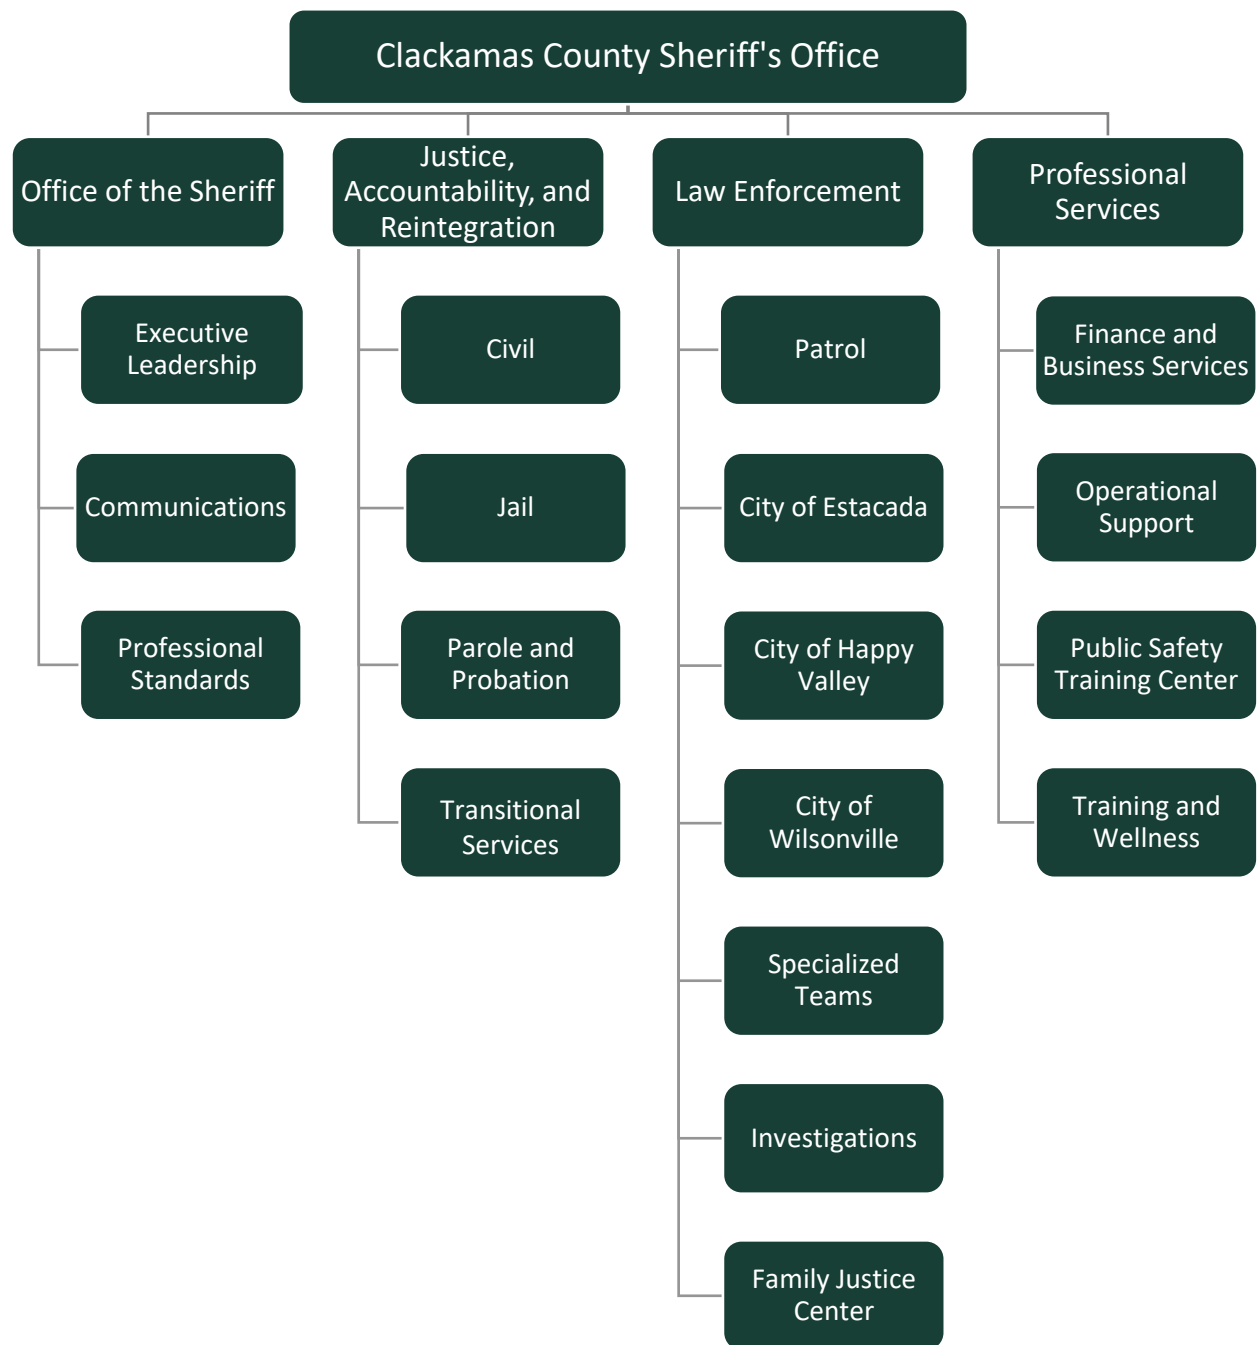 Clackamas County Sheriff's Office
Office of the Sheriff
Executive
Leadership
Communications
Professional
Standards
Justice,
Accountability, and
Reintegration
Civil
Jail
Parole and
Probation
Transitional
Services
Law Enforcement
Patrol
City of Estacada
City of Happy
Valley
City of
Wilsonville
Specialized
Teams
Investigations
Family Justice
Center
Professional
Services
Finance and
Business Services
Operational
Support
Public Safety
Training Center
Training and
Wellness